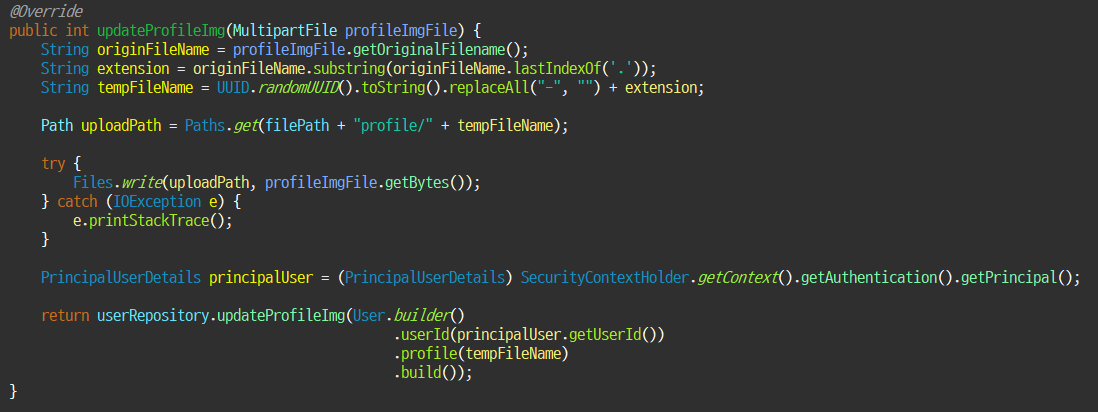 @Override
public int updateProfileImg(MultipartFile profileImgFile) {
    String originFileName = profileImgFile.getOriginalFilename();
    String extension = originFileName.substring(originFileName.lastIndexOf('.'));
    String tempFileName = UUID.randomUUID().toString().replaceAll("-", "") + extension;

    Path uploadPath = Paths.get(filePath + "profile/" + tempFileName);

    try {
        Files.write(uploadPath, profileImgFile.getBytes());
    } catch (IOException e) {
        e.printStackTrace();
    }

    PrincipalUserDetails principalUser = (PrincipalUserDetails) SecurityContextHolder.getContext().getAuthentication().getPrincipal();

    return userRepository.updateProfileImg(User.builder()
                                                .userId(principalUser.getUserId())
                                                .profile(tempFileName)
                                                .build());
}